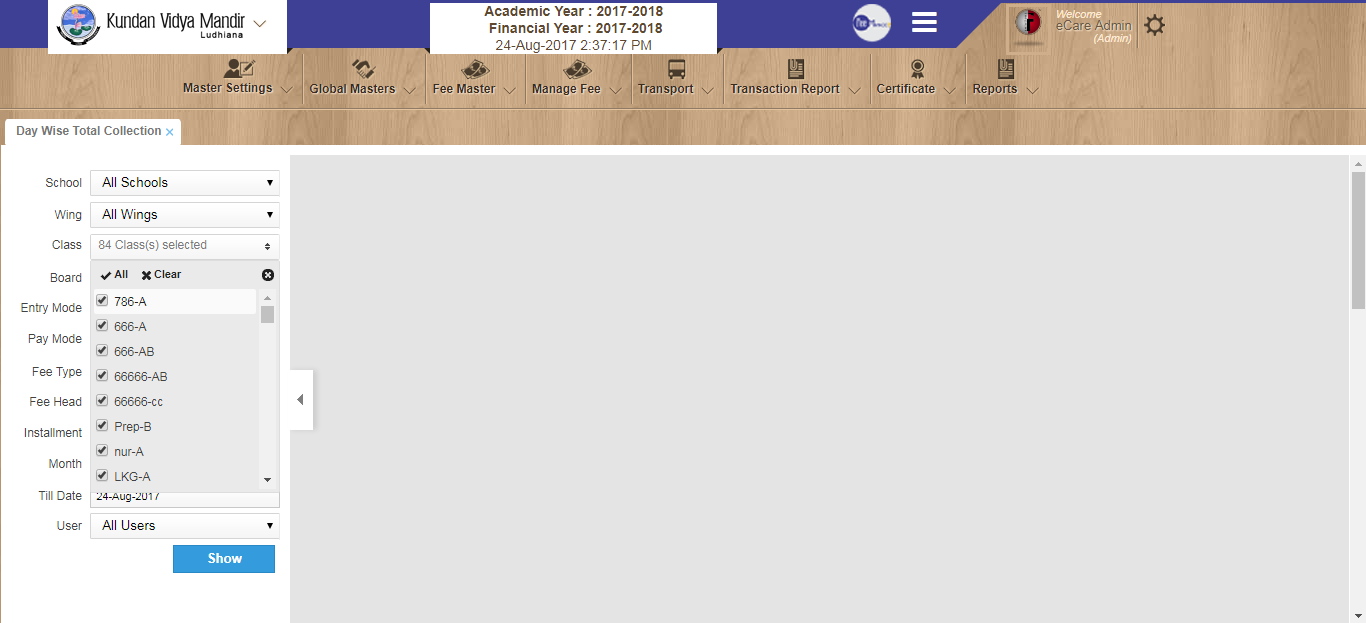 Kundan Vidya Mandir
Ludhiana
Academic Year : 2017-2018
Financial Year : 2017-2018
24-Aug-2017 2:37:17 PM
Welcome
eCare Admin
(Admin)
Master Settings
Global Masters
Fee Master
Manage Fee
Transport
Transaction Report
Certificate
Reports
Day Wise Total Collection ×
School All Schools
Wing All Wings
Class 84 Class(s) selected
Board All Clear
Entry Mode 786-A
666-A
Pay Mode 666-AB
Fee Type 66666-AB
Fee Head 66666-cc
Installment Prep-B
nur-A
Month LKG-A
Till Date 24-Aug-2017
User All Users
Show